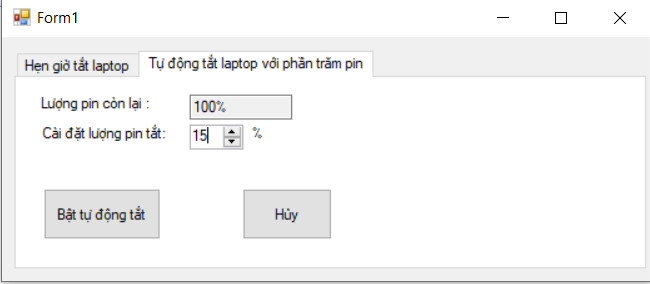 Form1
Hẹn giờ tắt laptop
Tự động tắt laptop với phần trăm pin
Lượng pin còn lại :
100%
Cài đặt lượng pin tắt:
15
%
Bật tự động tắt
Hủy